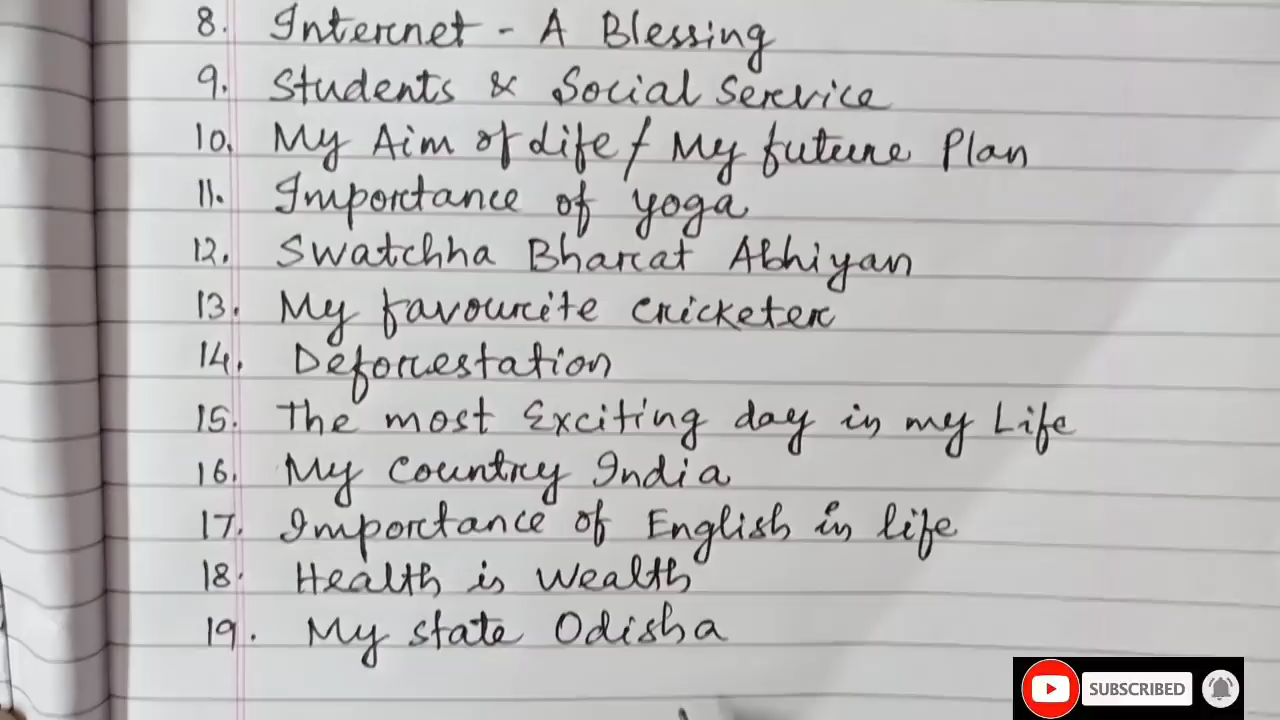 8. Internet - A Blessing
9. Students & Social Service
10. My Aim of Life / My future Plan
11. Importance of yoga
12. Swatchha Bharat Abhiyan
13. My favourite cricketer
14. Deforestation
15. The most Exciting day in my Life
16. My Country India
17. Importance of English in life
18. Health is Wealth
19. My state Odisha
SUBSCRIBED